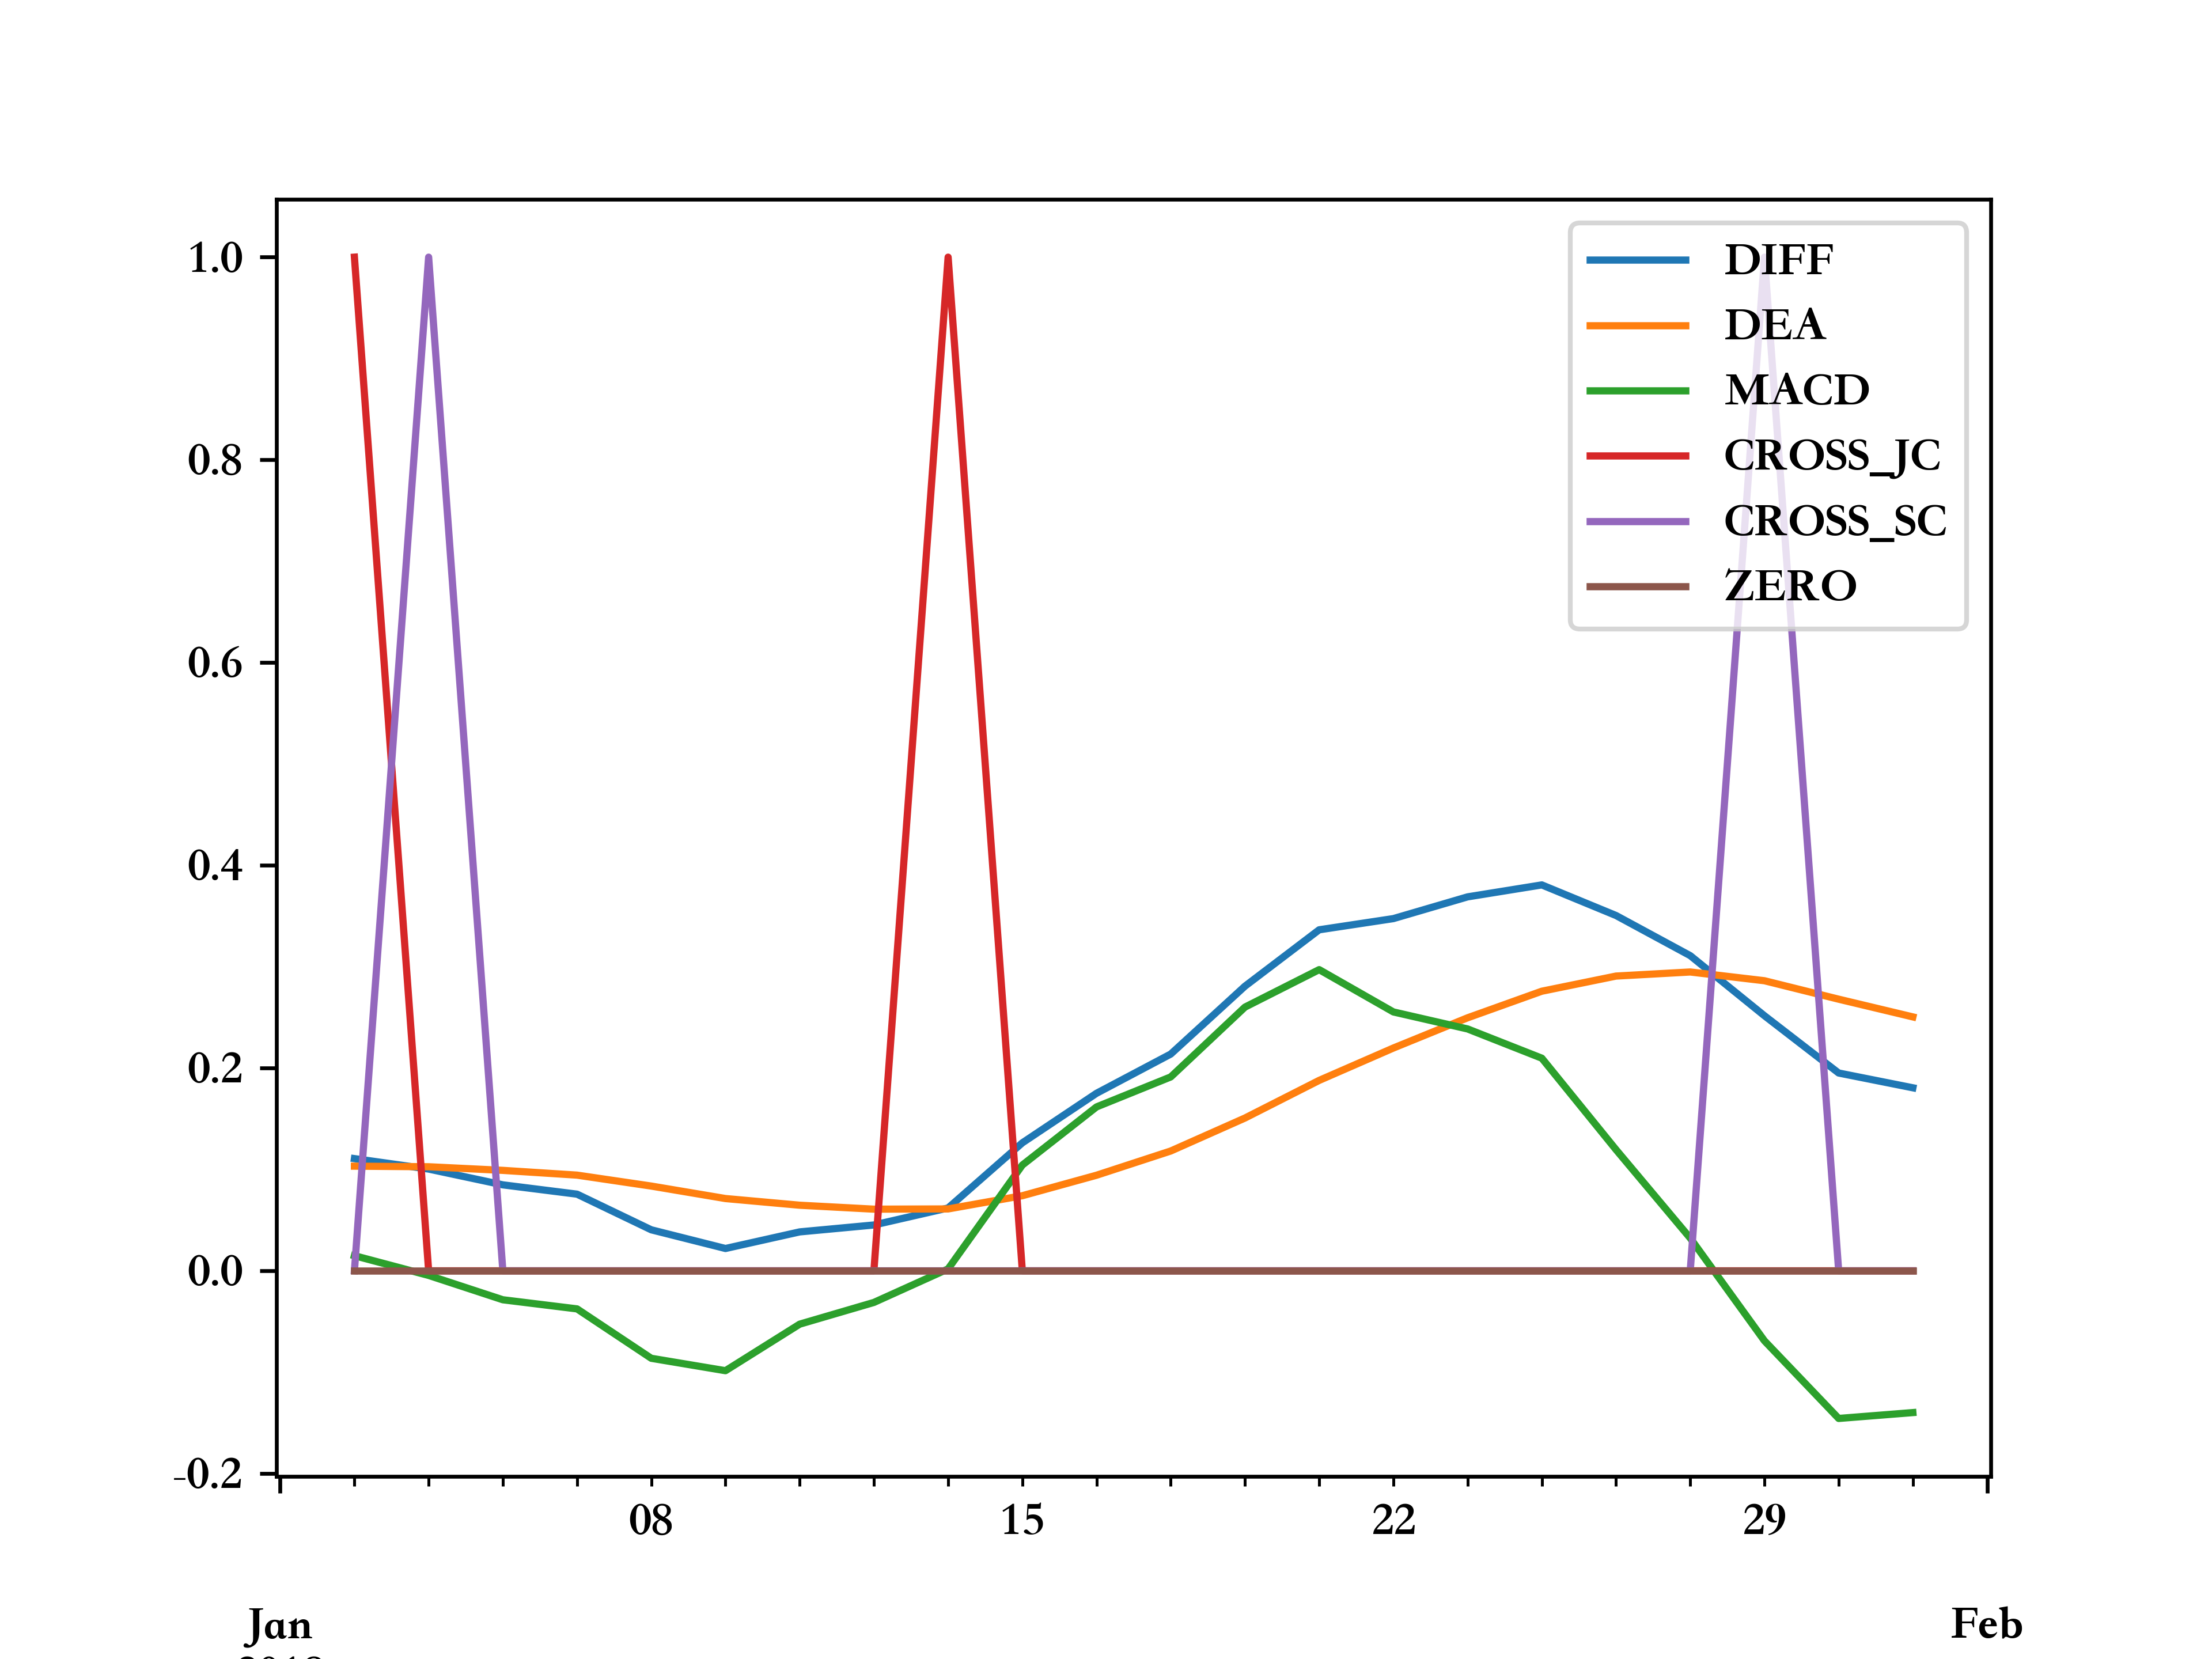 1.0
0.8
0.6
0.4
0.2
0.0
-0.2
DIFF
DEA
MACD
CROSS_JC
CROSS_SC
ZERO
08 15 22 29
Jan Feb